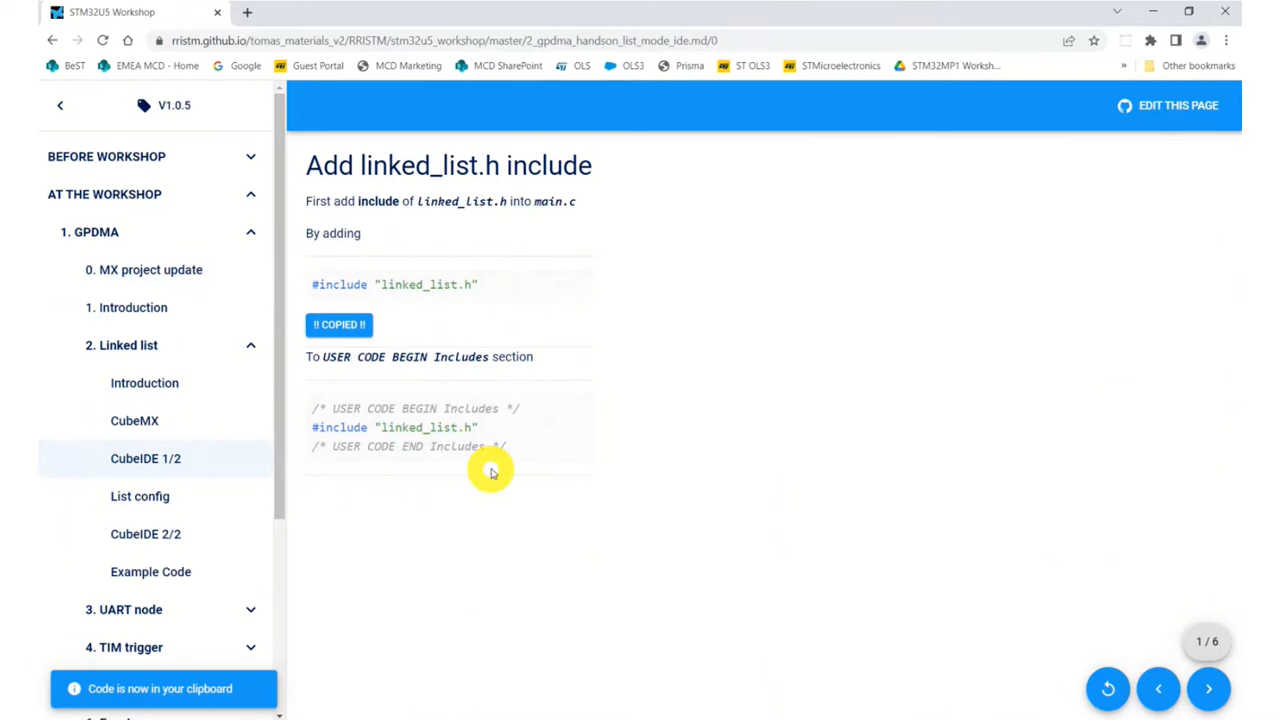 STM32U5 Workshop
rristm.github.io/tomas_materials_v2/RRISTM/stm32u5_workshop/master/2_gpdma_handson_list_mode_ide.md/0
BeST EMEA MCD - Home Google Guest Portal MCD Marketing MCD SharePoint OLS OLS3 Prisma ST OLS3 STMicroelectronics STM32MP1 Worksh... » Other bookmarks
V1.0.5
EDIT THIS PAGE
BEFORE WORKSHOP
AT THE WORKSHOP
1. GPDMA
0. MX project update
1. Introduction
2. Linked list
Introduction
CubeMX
CubeIDE 1/2
List config
CubeIDE 2/2
Example Code
3. UART node
4. TIM trigger
Code is now in your clipboard
Add linked_list.h include
First add include of linked_list.h into main.c
By adding
#include "linked_list.h"
!! COPIED !!
To USER CODE BEGIN Includes section
/* USER CODE BEGIN Includes */
#include "linked_list.h"
/* USER CODE END Includes */
1 / 6